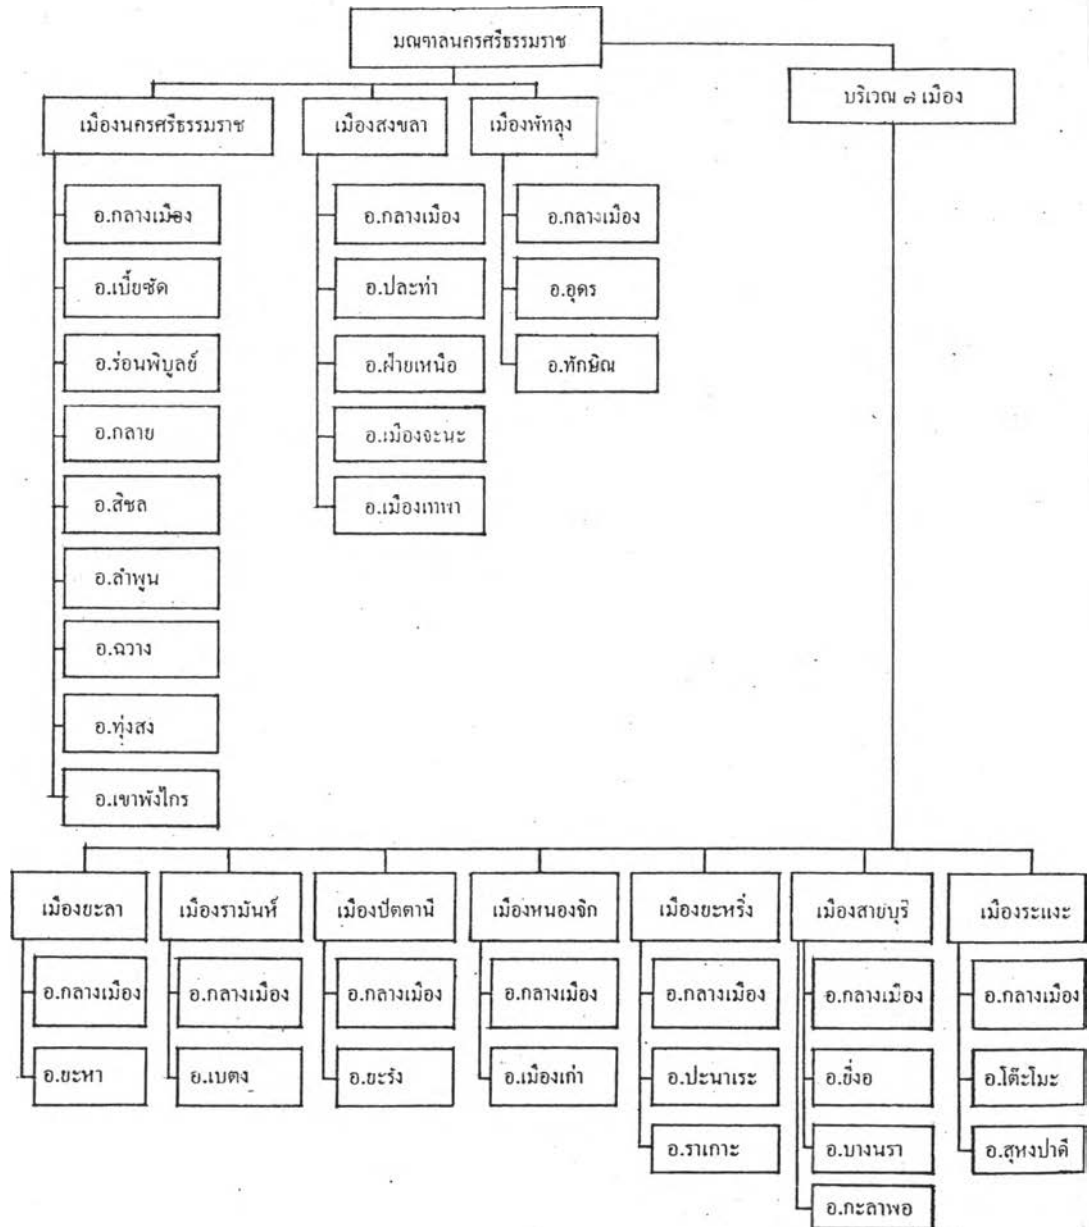 มณฑาลนครศรีธรรมราช
บริเวณ ๗ เมือง
เมืองนครศรีธรรมราช
เมืองสงขลา
เมืองพัทลุง
อ.กลางเมือง
อ.เบี้ยซัด
อ.ร่อนพิบูลย์
อ.กลาย
อ.สิชล
อ.ลำพูน
อ.ฉวาง
อ.ทุ่งสง
อ.เขาพังไกร
อ.กลางเมือง
อ.ปละท่า
อ.ฝ่ายเหนือ
อ.เมืองจะนะ
อ.เมืองเทพา
อ.กลางเมือง
อ.อุดร
อ.ทักษิณ
เมืองยะลา
เมืองรามันห์
เมืองปัตตานี
เมืองหนองจิก
เมืองยะหริ่ง
เมืองสายบุรี
เมืองระแงะ
อ.กลางเมือง
อ.ยะหา
อ.กลางเมือง
อ.เบตง
อ.กลางเมือง
อ.ยะรัง
อ.กลางเมือง
อ.เมืองเก่า
อ.กลางเมือง
อ.ปะนาเระ
อ.ราเกาะ
อ.กลางเมือง
อ.ยี่งอ
อ.บางนรา
อ.กะลาพอ
อ.กลางเมือง
อ.โต๊ะโมะ
อ.สุหงปาดี